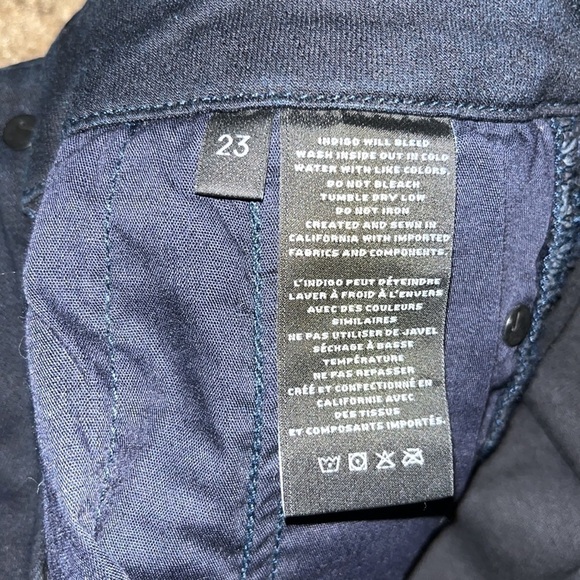 23
INDIGO WILL BLEED
WASH INSIDE OUT IN COLD
WATER WITH LIKE COLORS.
DO NOT BLEACH
TUMBLE DRY LOW
DO NOT IRON
CREATED AND SEWN IN
CALIFORNIA WITH IMPORTED
FABRICS AND COMPONENTS.
L'INDIGO PEUT DÉTEINDRE
LAVER À FROID À L'ENVERS
AVEC DES COULEURS
SIMILAIRES
NE PAS UTILISER DE JAVEL
SÉCHAGE À BASSE
TEMPÉRATURE
NE PAS REPASSER
CRÉÉ ET CONFECTIONNÉ EN
CALIFORNIE AVEC
DES TISSUS
ET COMPOSANTS IMPORTÉS.